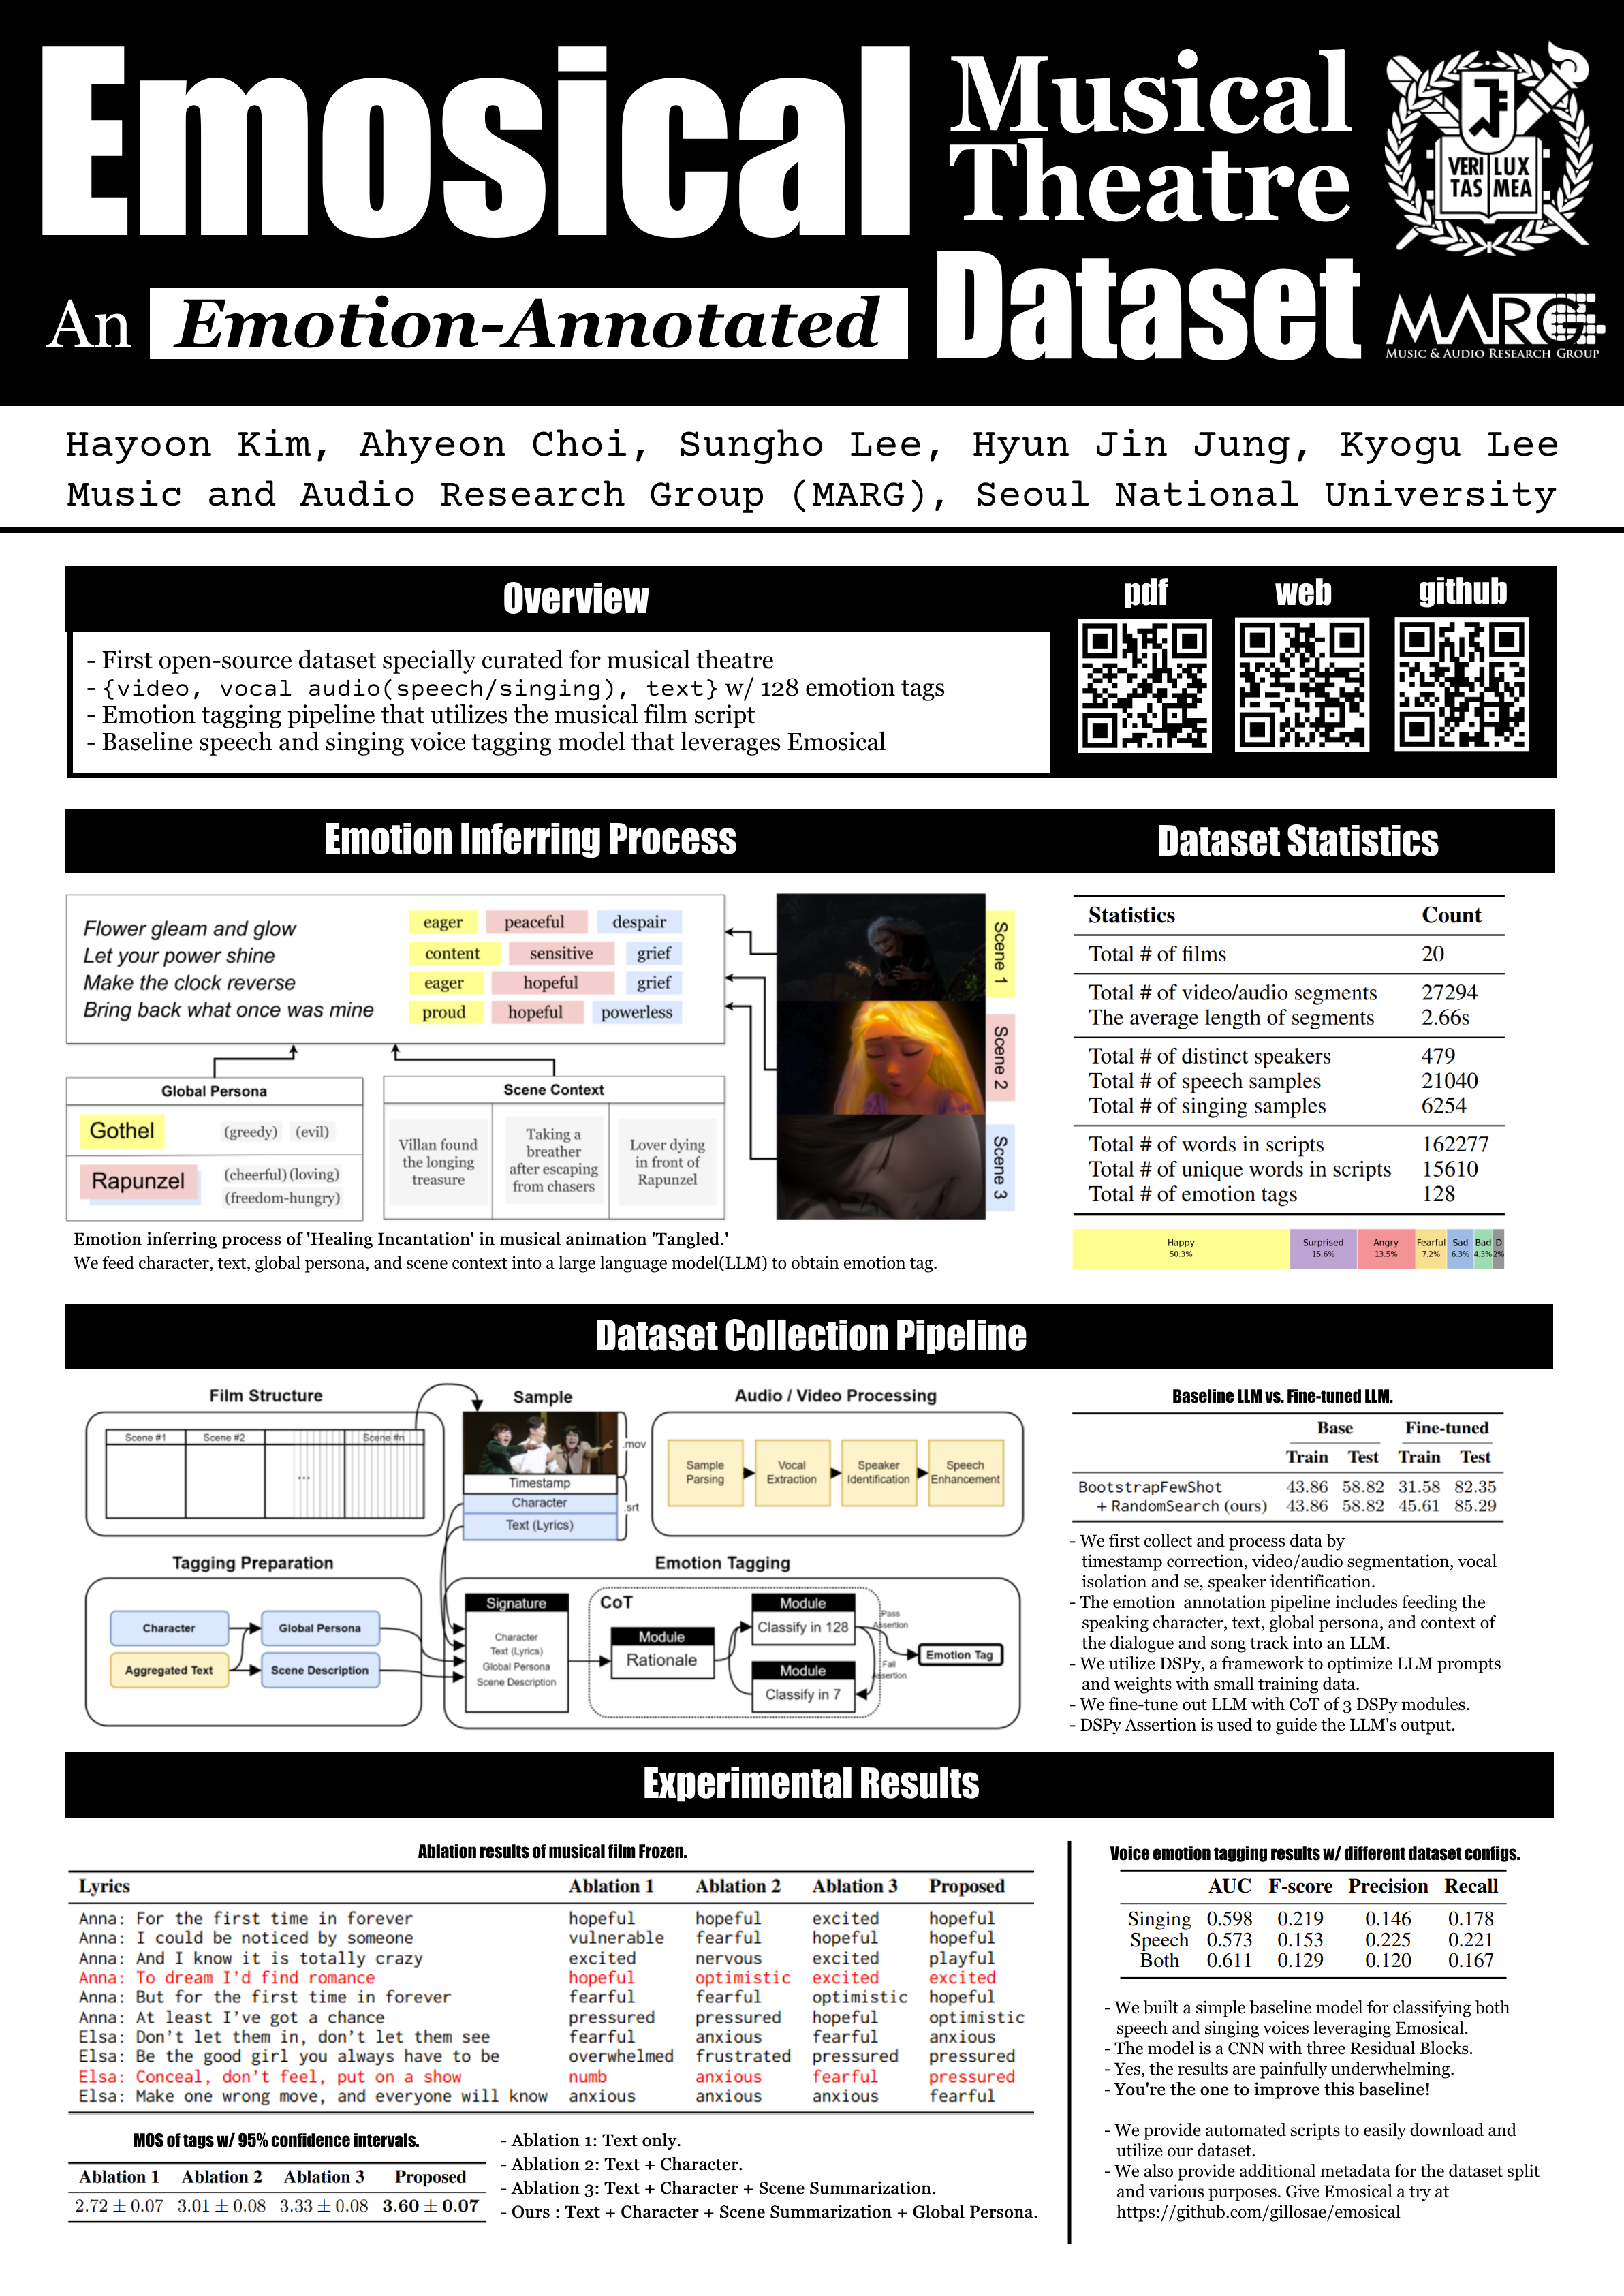 Emosical
Musical
Theatre
An Emotion-Annotated
Dataset
VERI LUX
TAS MEA
MARG
MUSIC & AUDIO RESEARCH GROUP
Hayoon Kim, Ahyeon Choi, Sungho Lee, Hyun Jin Jung, Kyogu Lee
Music and Audio Research Group (MARG), Seoul National University
Overview
- First open-source dataset specially curated for musical theatre
- {video, vocal audio(speech/singing), text} w/ 128 emotion tags
- Emotion tagging pipeline that utilizes the musical film script
- Baseline speech and singing voice tagging model that leverages Emosical
pdf web github
Emotion Inferring Process
Flower gleam and glow eager peaceful despair
Let your power shine content sensitive grief
Make the clock reverse eager hopeful grief
Bring back what once was mine proud hopeful powerless
Scene 1
Scene 2
Scene 3
Global Persona
Gothel (greedy) (evil)
Rapunzel (cheerful) (loving)
(freedom-hungry)
Scene Context
Villan found
the longing
treasure
Taking a
breather
after escaping
from chasers
Lover dying
in front of
Rapunzel
Emotion inferring process of 'Healing Incantation' in musical animation 'Tangled.'
We feed character, text, global persona, and scene context into a large language model(LLM) to obtain emotion tag.
Dataset Statistics
Statistics Count
Total # of films 20
Total # of video/audio segments 27294
The average length of segments 2.66s
Total # of distinct speakers 479
Total # of speech samples 21040
Total # of singing samples 6254
Total # of words in scripts 162277
Total # of unique words in scripts 15610
Total # of emotion tags 128
Happy Surprised Angry Fearful Sad Bad D
50.3% 15.6% 13.5% 7.2% 6.3% 4.3% 2%
Dataset Collection Pipeline
Film Structure
Scene #1 Scene #2 Scene #n
...
Sample
Timestamp
Character
Text (Lyrics)
.mov
.srt
Audio / Video Processing
Sample
Parsing
Vocal
Extraction
Speaker
Identification
Speech
Enhancement
Tagging Preparation
Character Global Persona
Aggregated Text Scene Description
Emotion Tagging
Signature
Character
Text (Lyrics)
Global Persona
Scene Description
CoT
Module
Rationale
Module
Classify in 128
Module
Classify in 7
Pass
Assertion
Fail
Assertion
Emotion Tag
Baseline LLM vs. Fine-tuned LLM.
Base Fine-tuned
Train Test Train Test
BootstrapFewShot 43.86 58.82 31.58 82.35
+ RandomSearch (ours) 43.86 58.82 45.61 85.29
- We first collect and process data by
timestamp correction, video/audio segmentation, vocal
isolation and se, speaker identification.
- The emotion annotation pipeline includes feeding the
speaking character, text, global persona, and context of
the dialogue and song track into an LLM.
- We utilize DSPy, a framework to optimize LLM prompts
and weights with small training data.
- We fine-tune out LLM with CoT of 3 DSPy modules.
- DSPy Assertion is used to guide the LLM's output.
Experimental Results
Ablation results of musical film Frozen.
Lyrics Ablation 1 Ablation 2 Ablation 3 Proposed
Anna: For the first time in forever hopeful hopeful excited hopeful
Anna: I could be noticed by someone vulnerable fearful hopeful hopeful
Anna: And I know it is totally crazy excited nervous excited playful
Anna: To dream I'd find romance hopeful optimistic excited excited
Anna: But for the first time in forever fearful fearful optimistic hopeful
Anna: At least I've got a chance pressured pressured hopeful optimistic
Elsa: Don't let them in, don't let them see fearful anxious fearful anxious
Elsa: Be the good girl you always have to be overwhelmed frustrated pressured pressured
Elsa: Conceal, don't feel, put on a show numb anxious fearful pressured
Elsa: Make one wrong move, and everyone will know anxious anxious anxious fearful
MOS of tags w/ 95% confidence intervals.
Ablation 1 Ablation 2 Ablation 3 Proposed
2.72 ± 0.07 3.01 ± 0.08 3.33 ± 0.08 3.60 ± 0.07
- Ablation 1: Text only.
- Ablation 2: Text + Character.
- Ablation 3: Text + Character + Scene Summarization.
- Ours : Text + Character + Scene Summarization + Global Persona.
Voice emotion tagging results w/ different dataset configs.
AUC F-score Precision Recall
Singing 0.598 0.219 0.146 0.178
Speech 0.573 0.153 0.225 0.221
Both 0.611 0.129 0.120 0.167
- We built a simple baseline model for classifying both
speech and singing voices leveraging Emosical.
- The model is a CNN with three Residual Blocks.
- Yes, the results are painfully underwhelming.
- You're the one to improve this baseline!
- We provide automated scripts to easily download and
utilize our dataset.
- We also provide additional metadata for the dataset split
and various purposes. Give Emosical a try at
https://github.com/gillosae/emosical